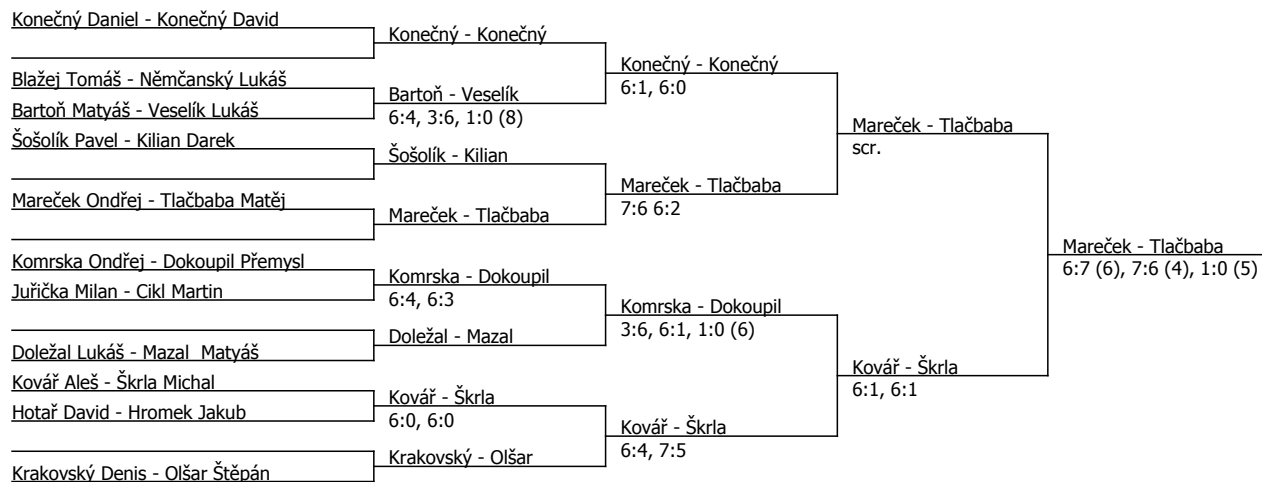 Konečný Daniel - Konečný David
Blažej Tomáš - Němčanský Lukáš
Bartoň Matyáš - Veselík Lukáš
Šošolík Pavel - Kilian Darek
Mareček Ondřej - Tlačbaba Matěj
Komrska Ondřej - Dokoupil Přemysl
Juřička Milan - Cikl Martin
Doležal Lukáš - Mazal  Matyáš
Kovář Aleš - Škrla Michal
Hotař David - Hromek Jakub
Krakovský Denis - Olšar Štěpán
Konečný - Konečný
Bartoň - Veselík
6:4, 3:6, 1:0 (8)
Šošolík - Kilian
Mareček - Tlačbaba
Komrska - Dokoupil
6:4, 6:3
Doležal - Mazal
Kovář - Škrla
6:0, 6:0
Krakovský - Olšar
Konečný - Konečný
6:1, 6:0
Mareček - Tlačbaba
7:6 6:2
Komrska - Dokoupil
3:6, 6:1, 1:0 (6)
Kovář - Škrla
6:4, 7:5
Mareček - Tlačbaba
scr.
Kovář - Škrla
6:1, 6:1
Mareček - Tlačbaba
6:7 (6), 7:6 (4), 1:0 (5)